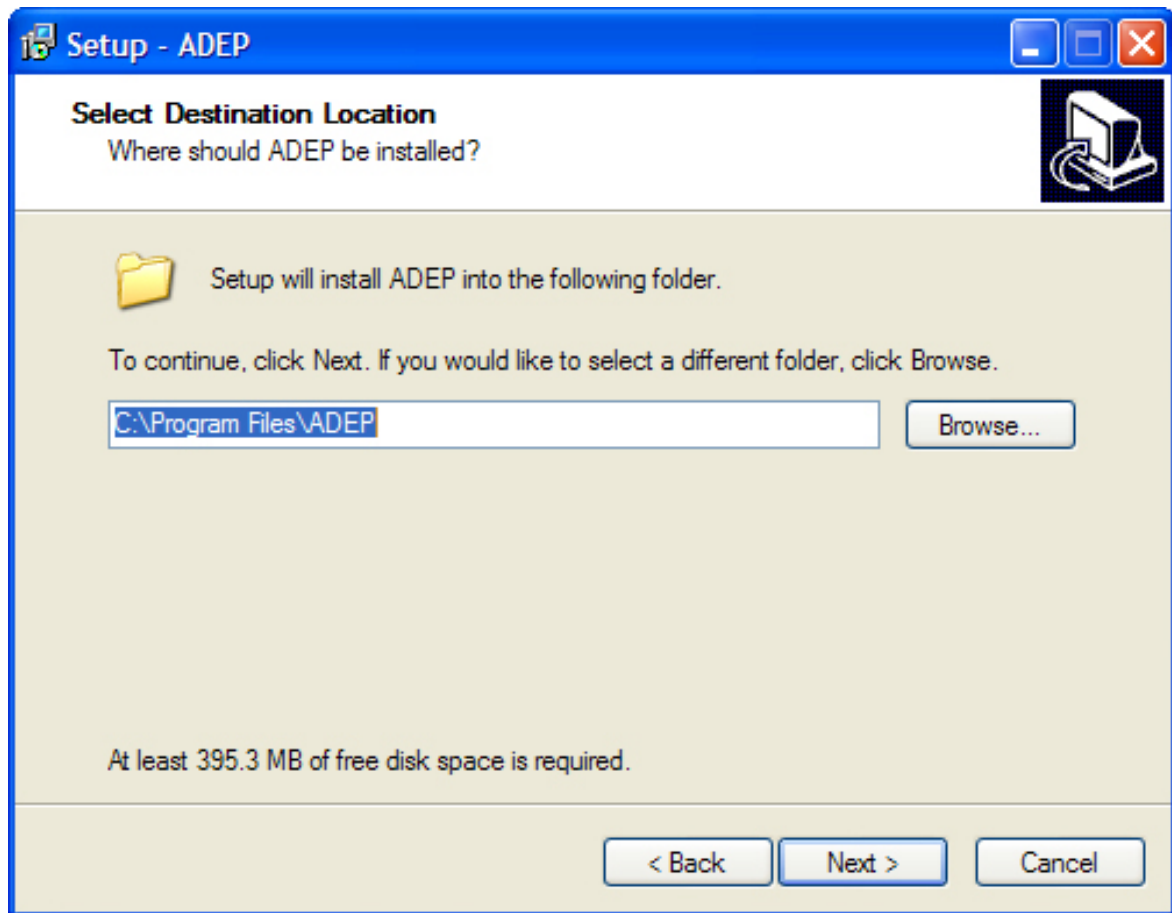 Setup - ADEP
Select Destination Location
Where should ADEP be installed?
Setup will install ADEP into the following folder.
To continue, click Next. If you would like to select a different folder, click Browse.
C:\Program Files\ADEP
Browse...
At least 395.3 MB of free disk space is required.
< Back
Next >
Cancel